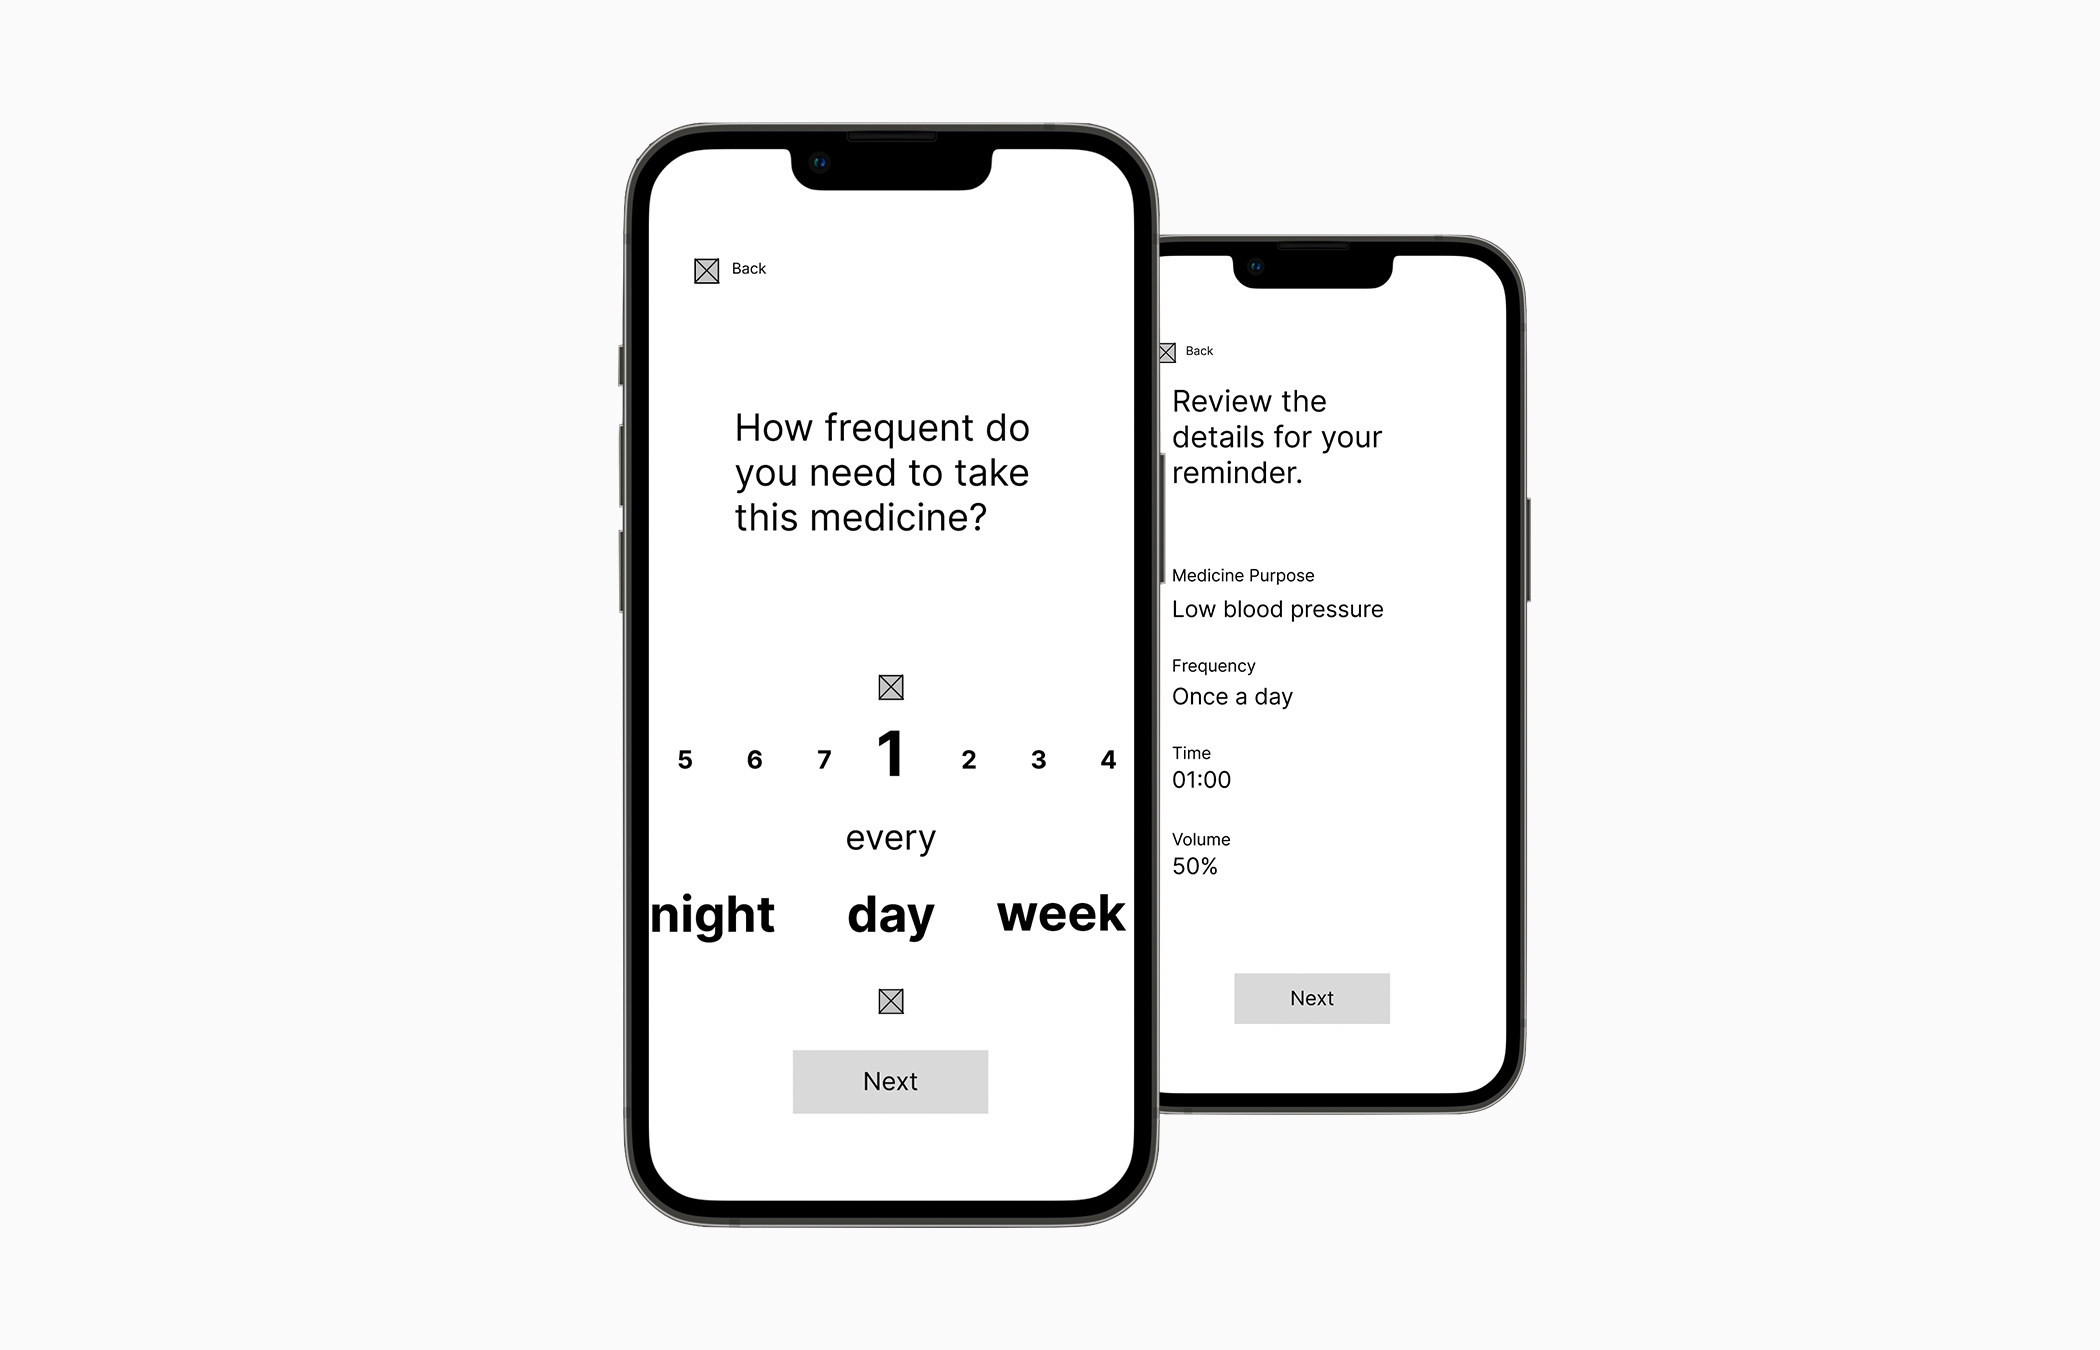 Back
How frequent do
you need to take
this medicine?
5 6 7 1 2 3 4
every
night day week
Next
Back
Review the
details for your
reminder.
Medicine Purpose
Low blood pressure
Frequency
Once a day
Time
01:00
Volume
50%
Next